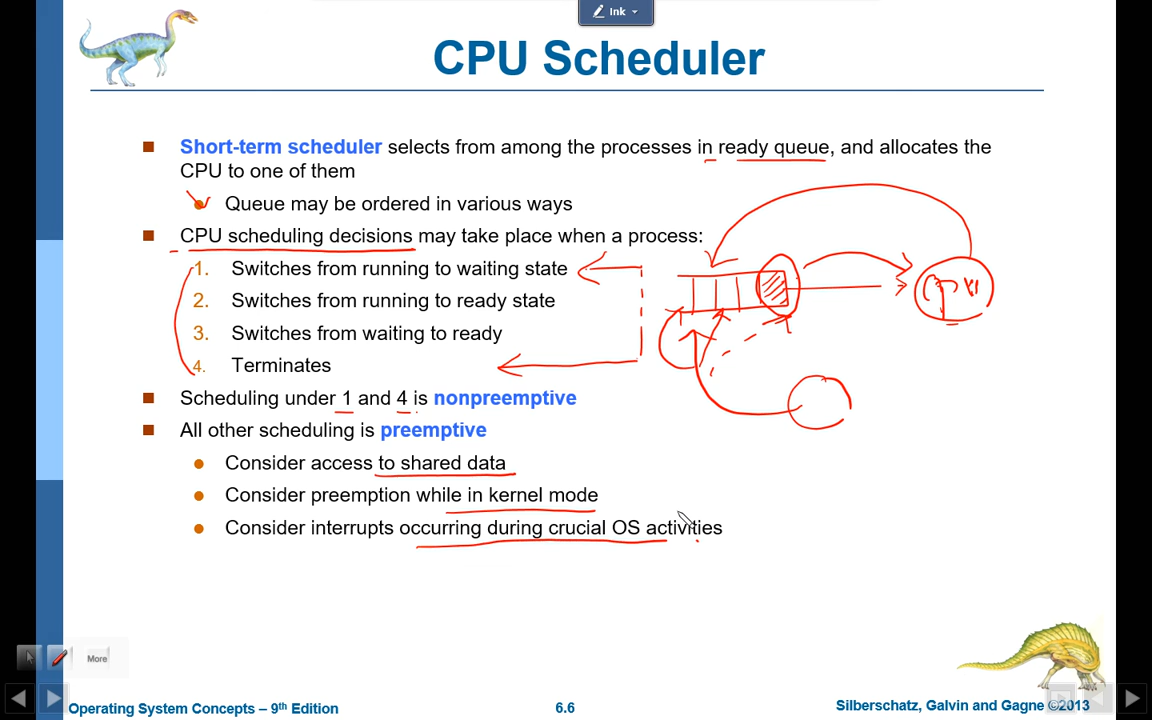 Ink
CPU Scheduler
Short-term scheduler selects from among the processes in ready queue, and allocates the
CPU to one of them
Queue may be ordered in various ways
CPU scheduling decisions may take place when a process:
1. Switches from running to waiting state
2. Switches from running to ready state
3. Switches from waiting to ready
4. Terminates
Scheduling under 1 and 4 is nonpreemptive
All other scheduling is preemptive
Consider access to shared data
Consider preemption while in kernel mode
Consider interrupts occurring during crucial OS activities
More
Operating System Concepts – 9th Edition
6.6
Silberschatz, Galvin and Gagne ©2013